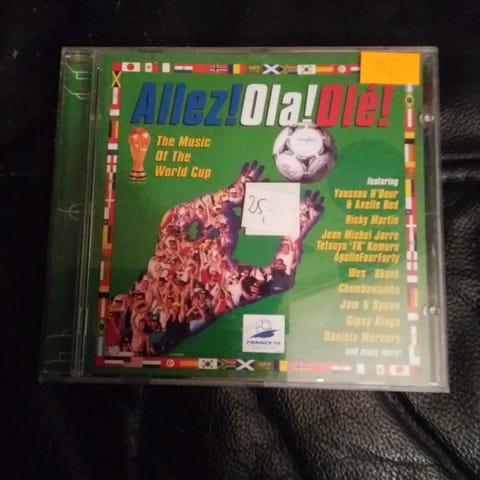 Allez!Ola!Olé!
The Music
Of The
World Cup
featuring
Youssou N'Dour
& Axelle Red
Ricky Martin
Jean Michel Jarre
Tetsuya 'TK' Komuro
ApolloFourForty
Wes Skank
Chumbawamba
Jam & Spoon
Gipsy Kings
Daniela Mercury
and many more!
25,-
FRANCE 98